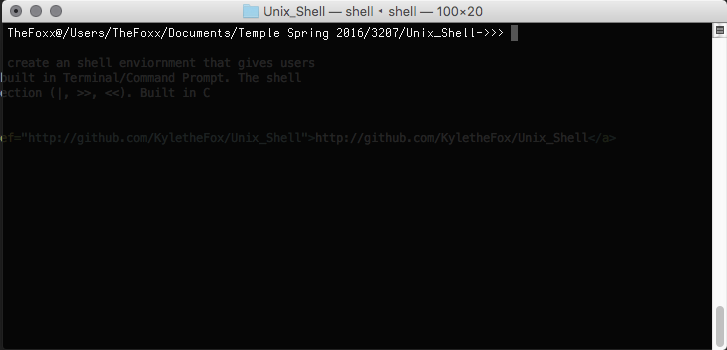 Unix_Shell — shell ‹ shell — 100×20
TheFoxx@/Users/TheFoxx/Documents/Temple Spring 2016/3207/Unix_Shell->>>
create an shell enviornment that gives users
built in Terminal/Command Prompt. The shell
ection (|, >>, <<). Built in C
ef="http://github.com/KyletheFox/Unix_Shell">http://github.com/KyletheFox/Unix_Shell</a>